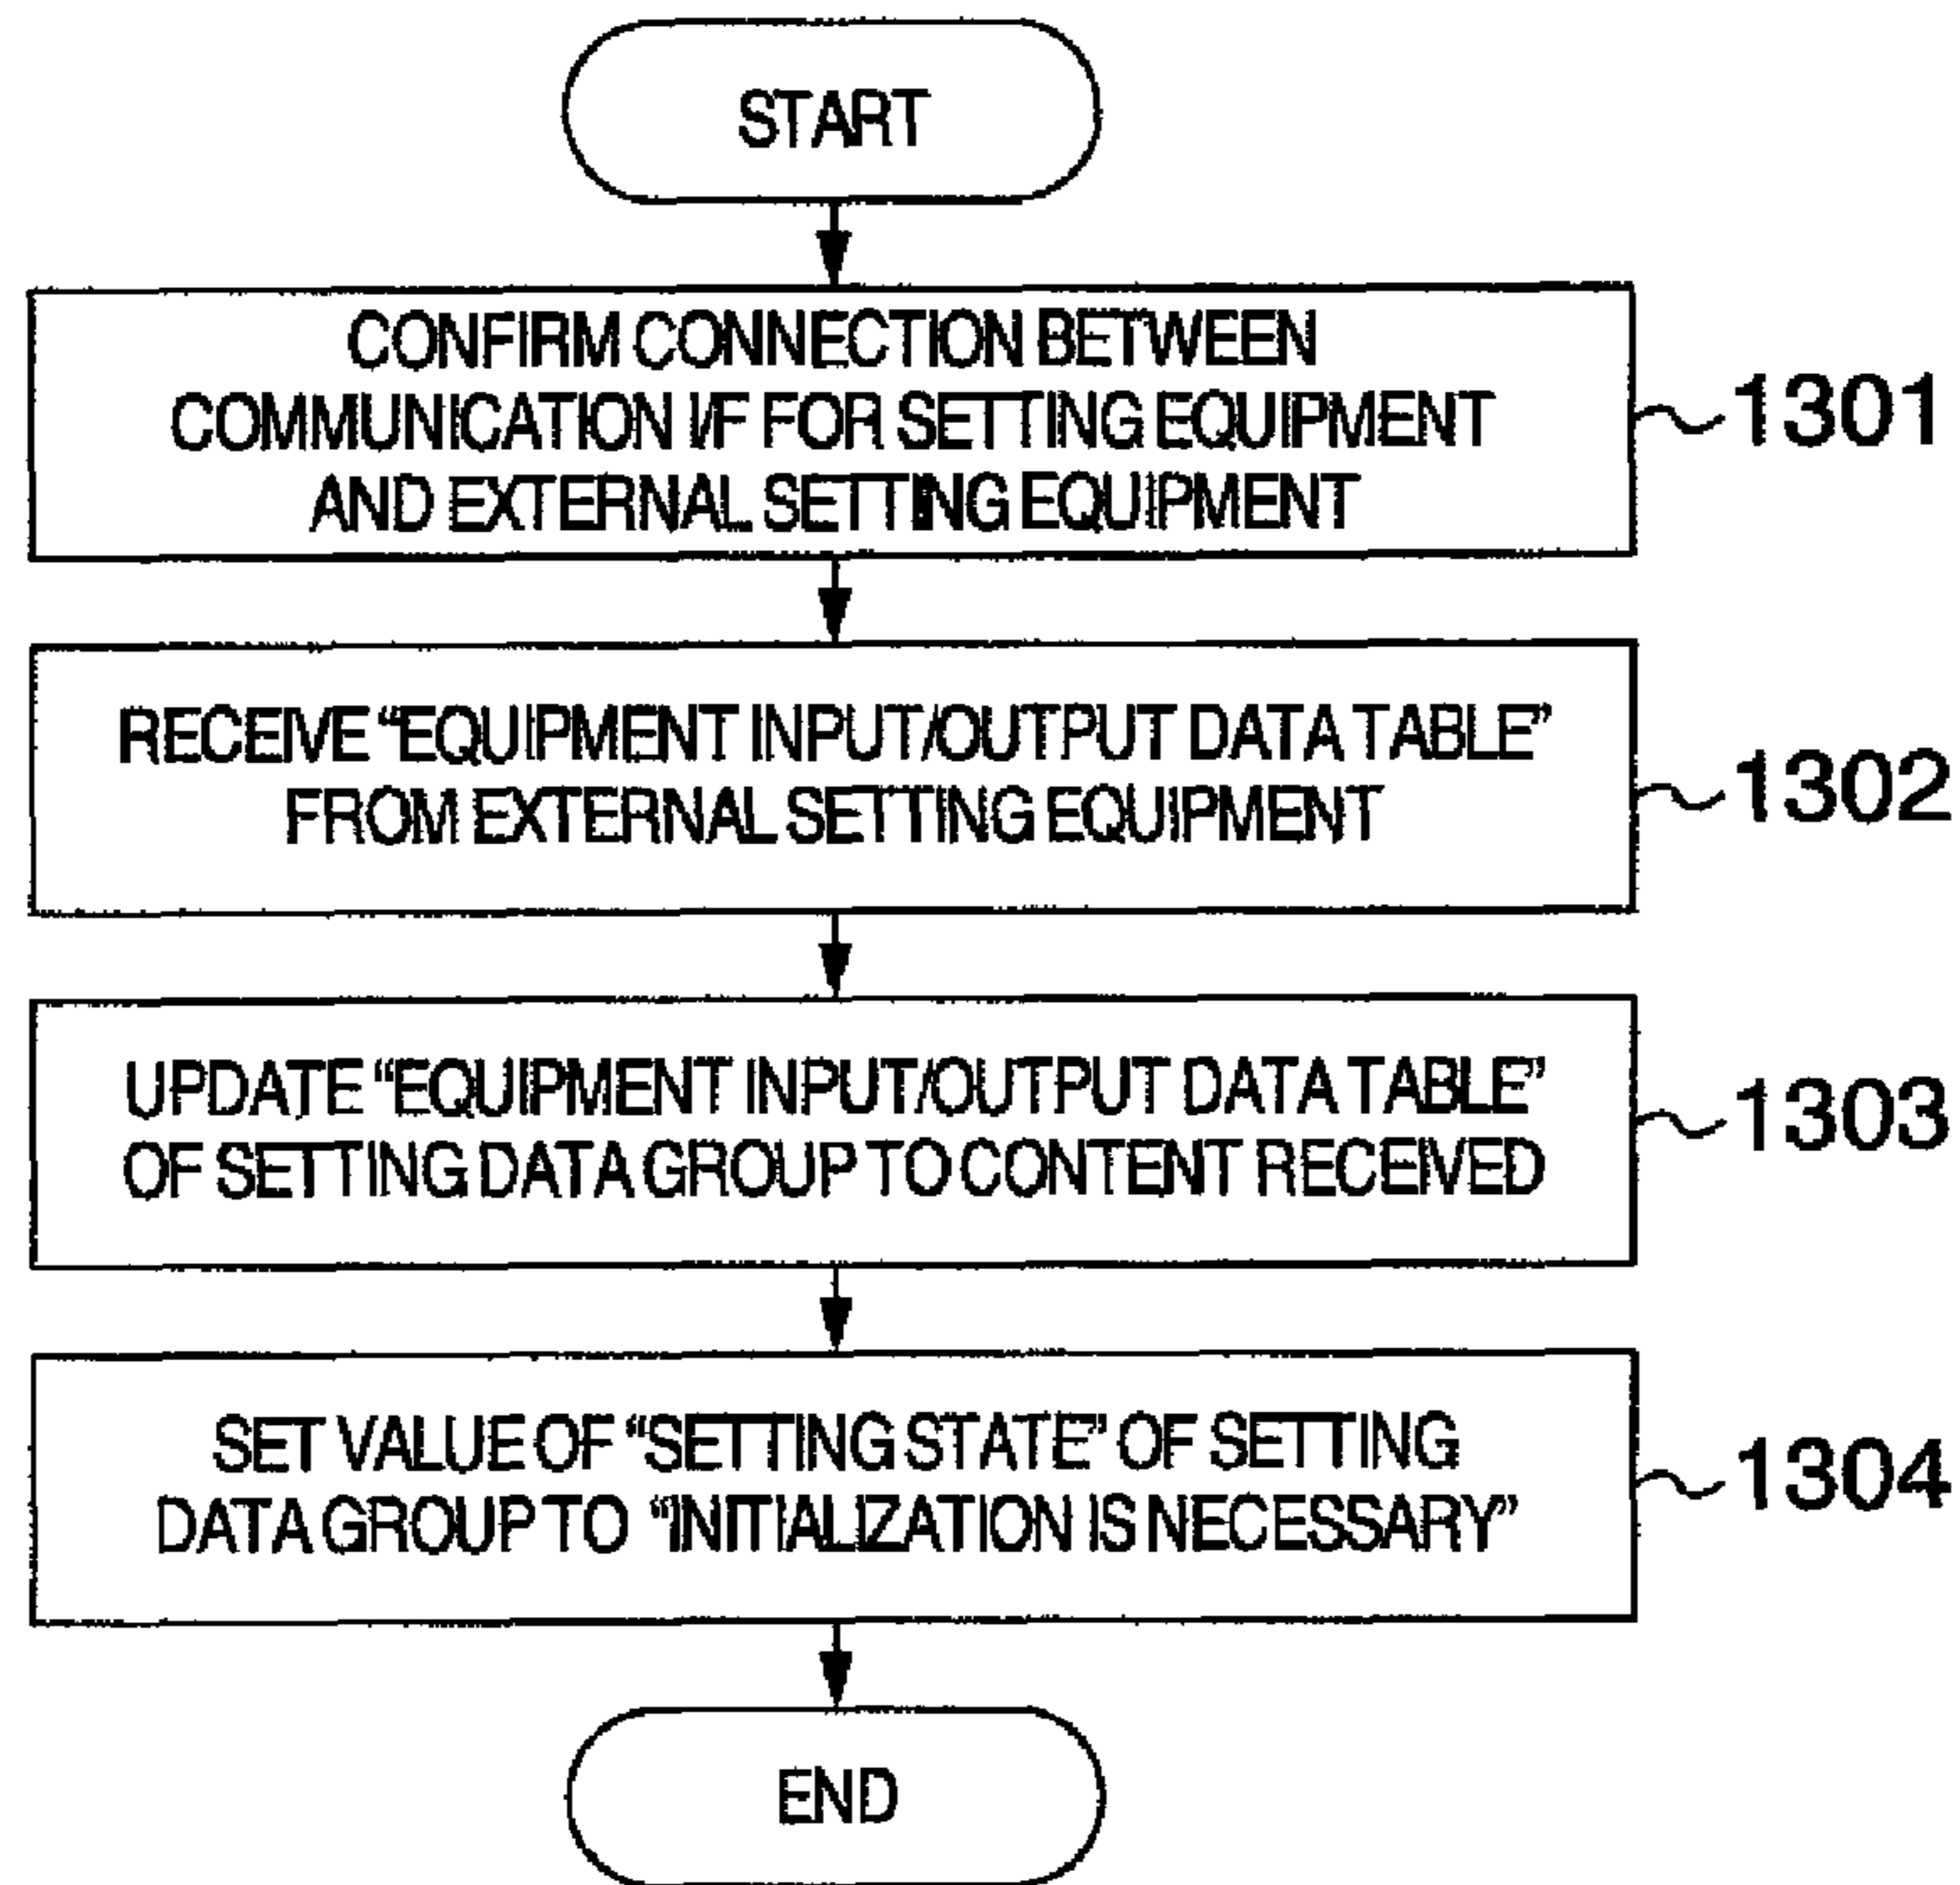 START
CONFIRM CONNECTION BETWEEN
COMMUNICATION I/F FOR SETTING EQUIPMENT
AND EXTERNAL SETTING EQUIPMENT
1301
RECEIVE “EQUIPMENT INPUT/OUTPUT DATA TABLE”
FROM EXTERNAL SETTING EQUIPMENT
1302
UPDATE “EQUIPMENT INPUT/OUTPUT DATA TABLE”
OF SETTING DATA GROUP TO CONTENT RECEIVED
1303
SET VALUE OF “SETTING STATE” OF SETTING
DATA GROUP TO “INITIALIZATION IS NECESSARY”
1304
END